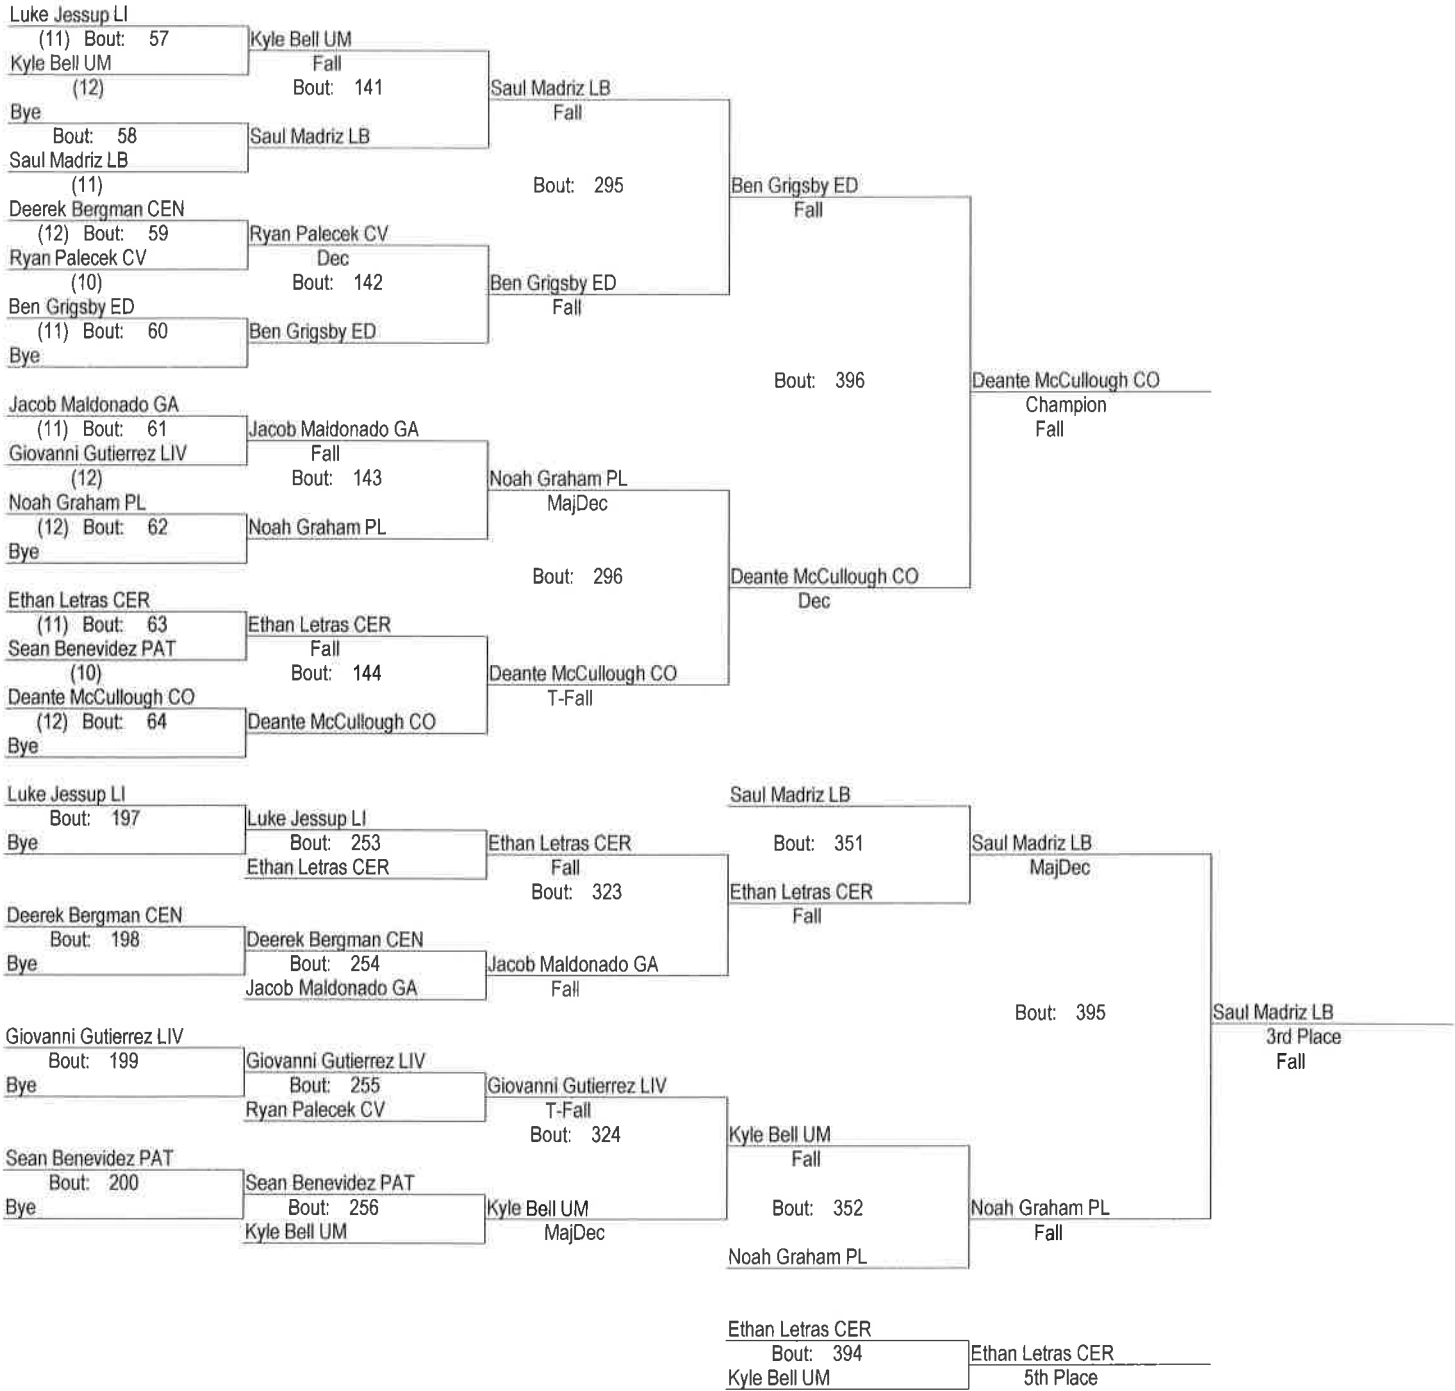 Luke Jessup LI
(11) Bout: 57
Kyle Bell UM
(12)
Bye
Bout: 58
Saul Madriz LB
(11)
Deerek Bergman CEN
(12) Bout: 59
Ryan Palecek CV
(10)
Ben Grigsby ED
(11) Bout: 60
Bye
Jacob Maldonado GA
(11) Bout: 61
Giovanni Gutierrez LIV
(12)
Noah Graham PL
(12) Bout: 62
Bye
Ethan Letras CER
(11) Bout: 63
Sean Benevidez PAT
(10)
Deante McCullough CO
(12) Bout: 64
Bye
Kyle Bell UM
Fall
Bout: 141
Saul Madriz LB
Ryan Palecek CV
Dec
Bout: 142
Ben Grigsby ED
Jacob Maldonado GA
Fall
Bout: 143
Noah Graham PL
Ethan Letras CER
Fall
Bout: 144
Deante McCullough CO
Saul Madriz LB
Fall
Bout: 295
Ben Grigsby ED
Fall
Noah Graham PL
MajDec
Bout: 296
Deante McCullough CO
T-Fall
Ben Grigsby ED
Fall
Bout: 396
Deante McCullough CO
Dec
Deante McCullough CO
Champion
Fall
Luke Jessup LI
Bout: 197
Bye
Deerek Bergman CEN
Bout: 198
Bye
Giovanni Gutierrez LIV
Bout: 199
Bye
Sean Benevidez PAT
Bout: 200
Bye
Luke Jessup LI
Bout: 253
Ethan Letras CER
Deerek Bergman CEN
Bout: 254
Jacob Maldonado GA
Giovanni Gutierrez LIV
Bout: 255
Ryan Palecek CV
Sean Benevidez PAT
Bout: 256
Kyle Bell UM
Ethan Letras CER
Fall
Bout: 323
Jacob Maldonado GA
Fall
Giovanni Gutierrez LIV
T-Fall
Bout: 324
Kyle Bell UM
MajDec
Saul Madriz LB
Bout: 351
Ethan Letras CER
Fall
Kyle Bell UM
Fall
Bout: 352
Noah Graham PL
Saul Madriz LB
MajDec
Bout: 395
Noah Graham PL
Fall
Saul Madriz LB
3rd Place
Fall
Ethan Letras CER
Bout: 394
Kyle Bell UM
Ethan Letras CER
5th Place